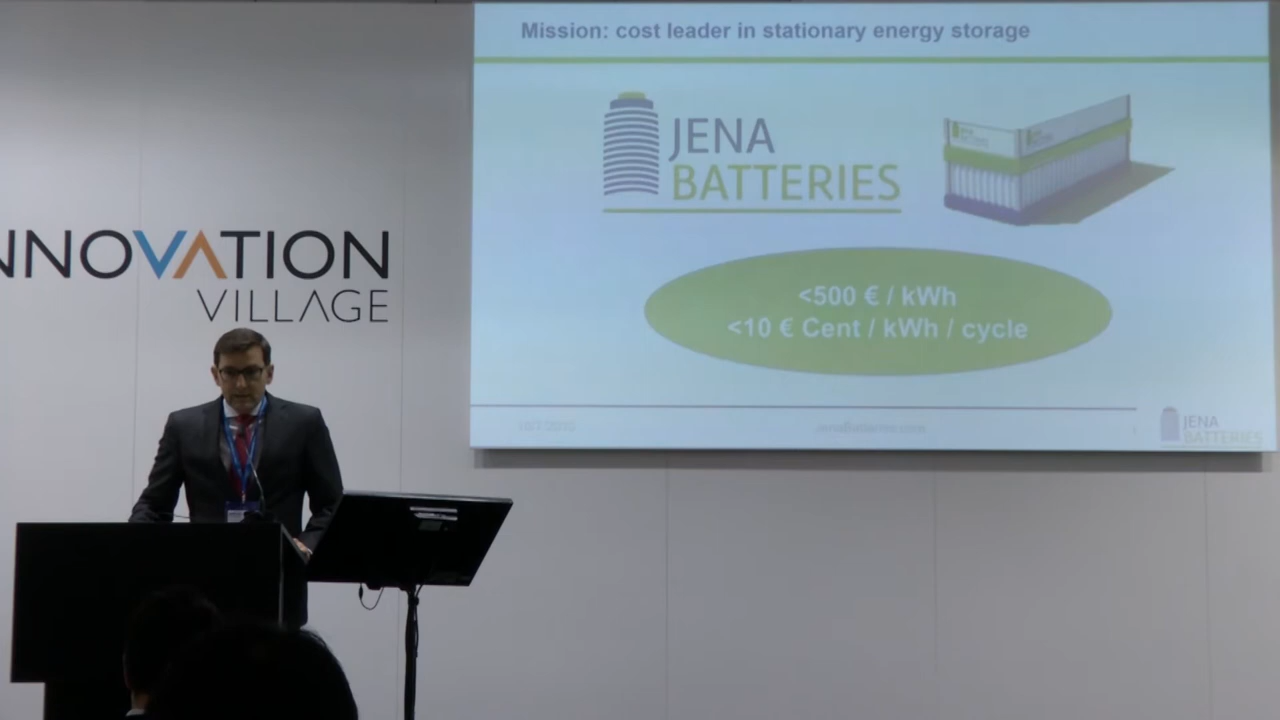 Mission: cost leader in stationary energy storage
JENA
BATTERIES
<500 € / kWh
<10 € Cent / kWh / cycle
JENA
BATTERIES
NNOVATION
VILLAGE